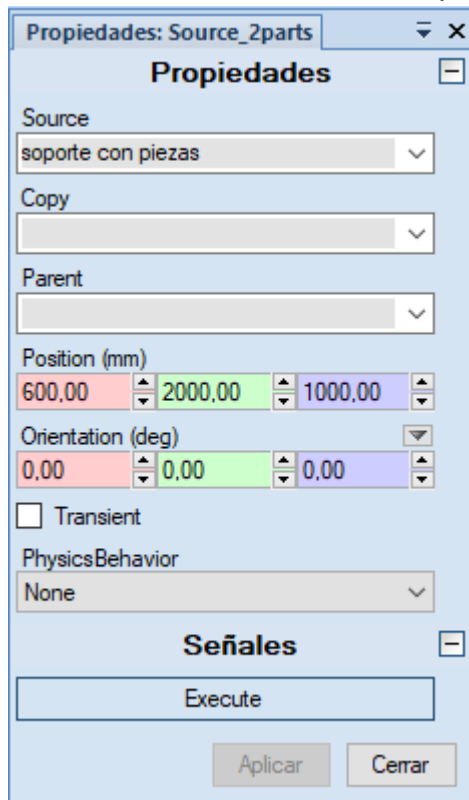 Propiedades: Source_2parts
Propiedades
Source
soporte con piezas
Copy
Parent
Position (mm)
600,00 2000,00 1000,00
Orientation (deg)
0,00 0,00 0,00
Transient
PhysicsBehavior
None
Señales
Execute
Aplicar Cerrar